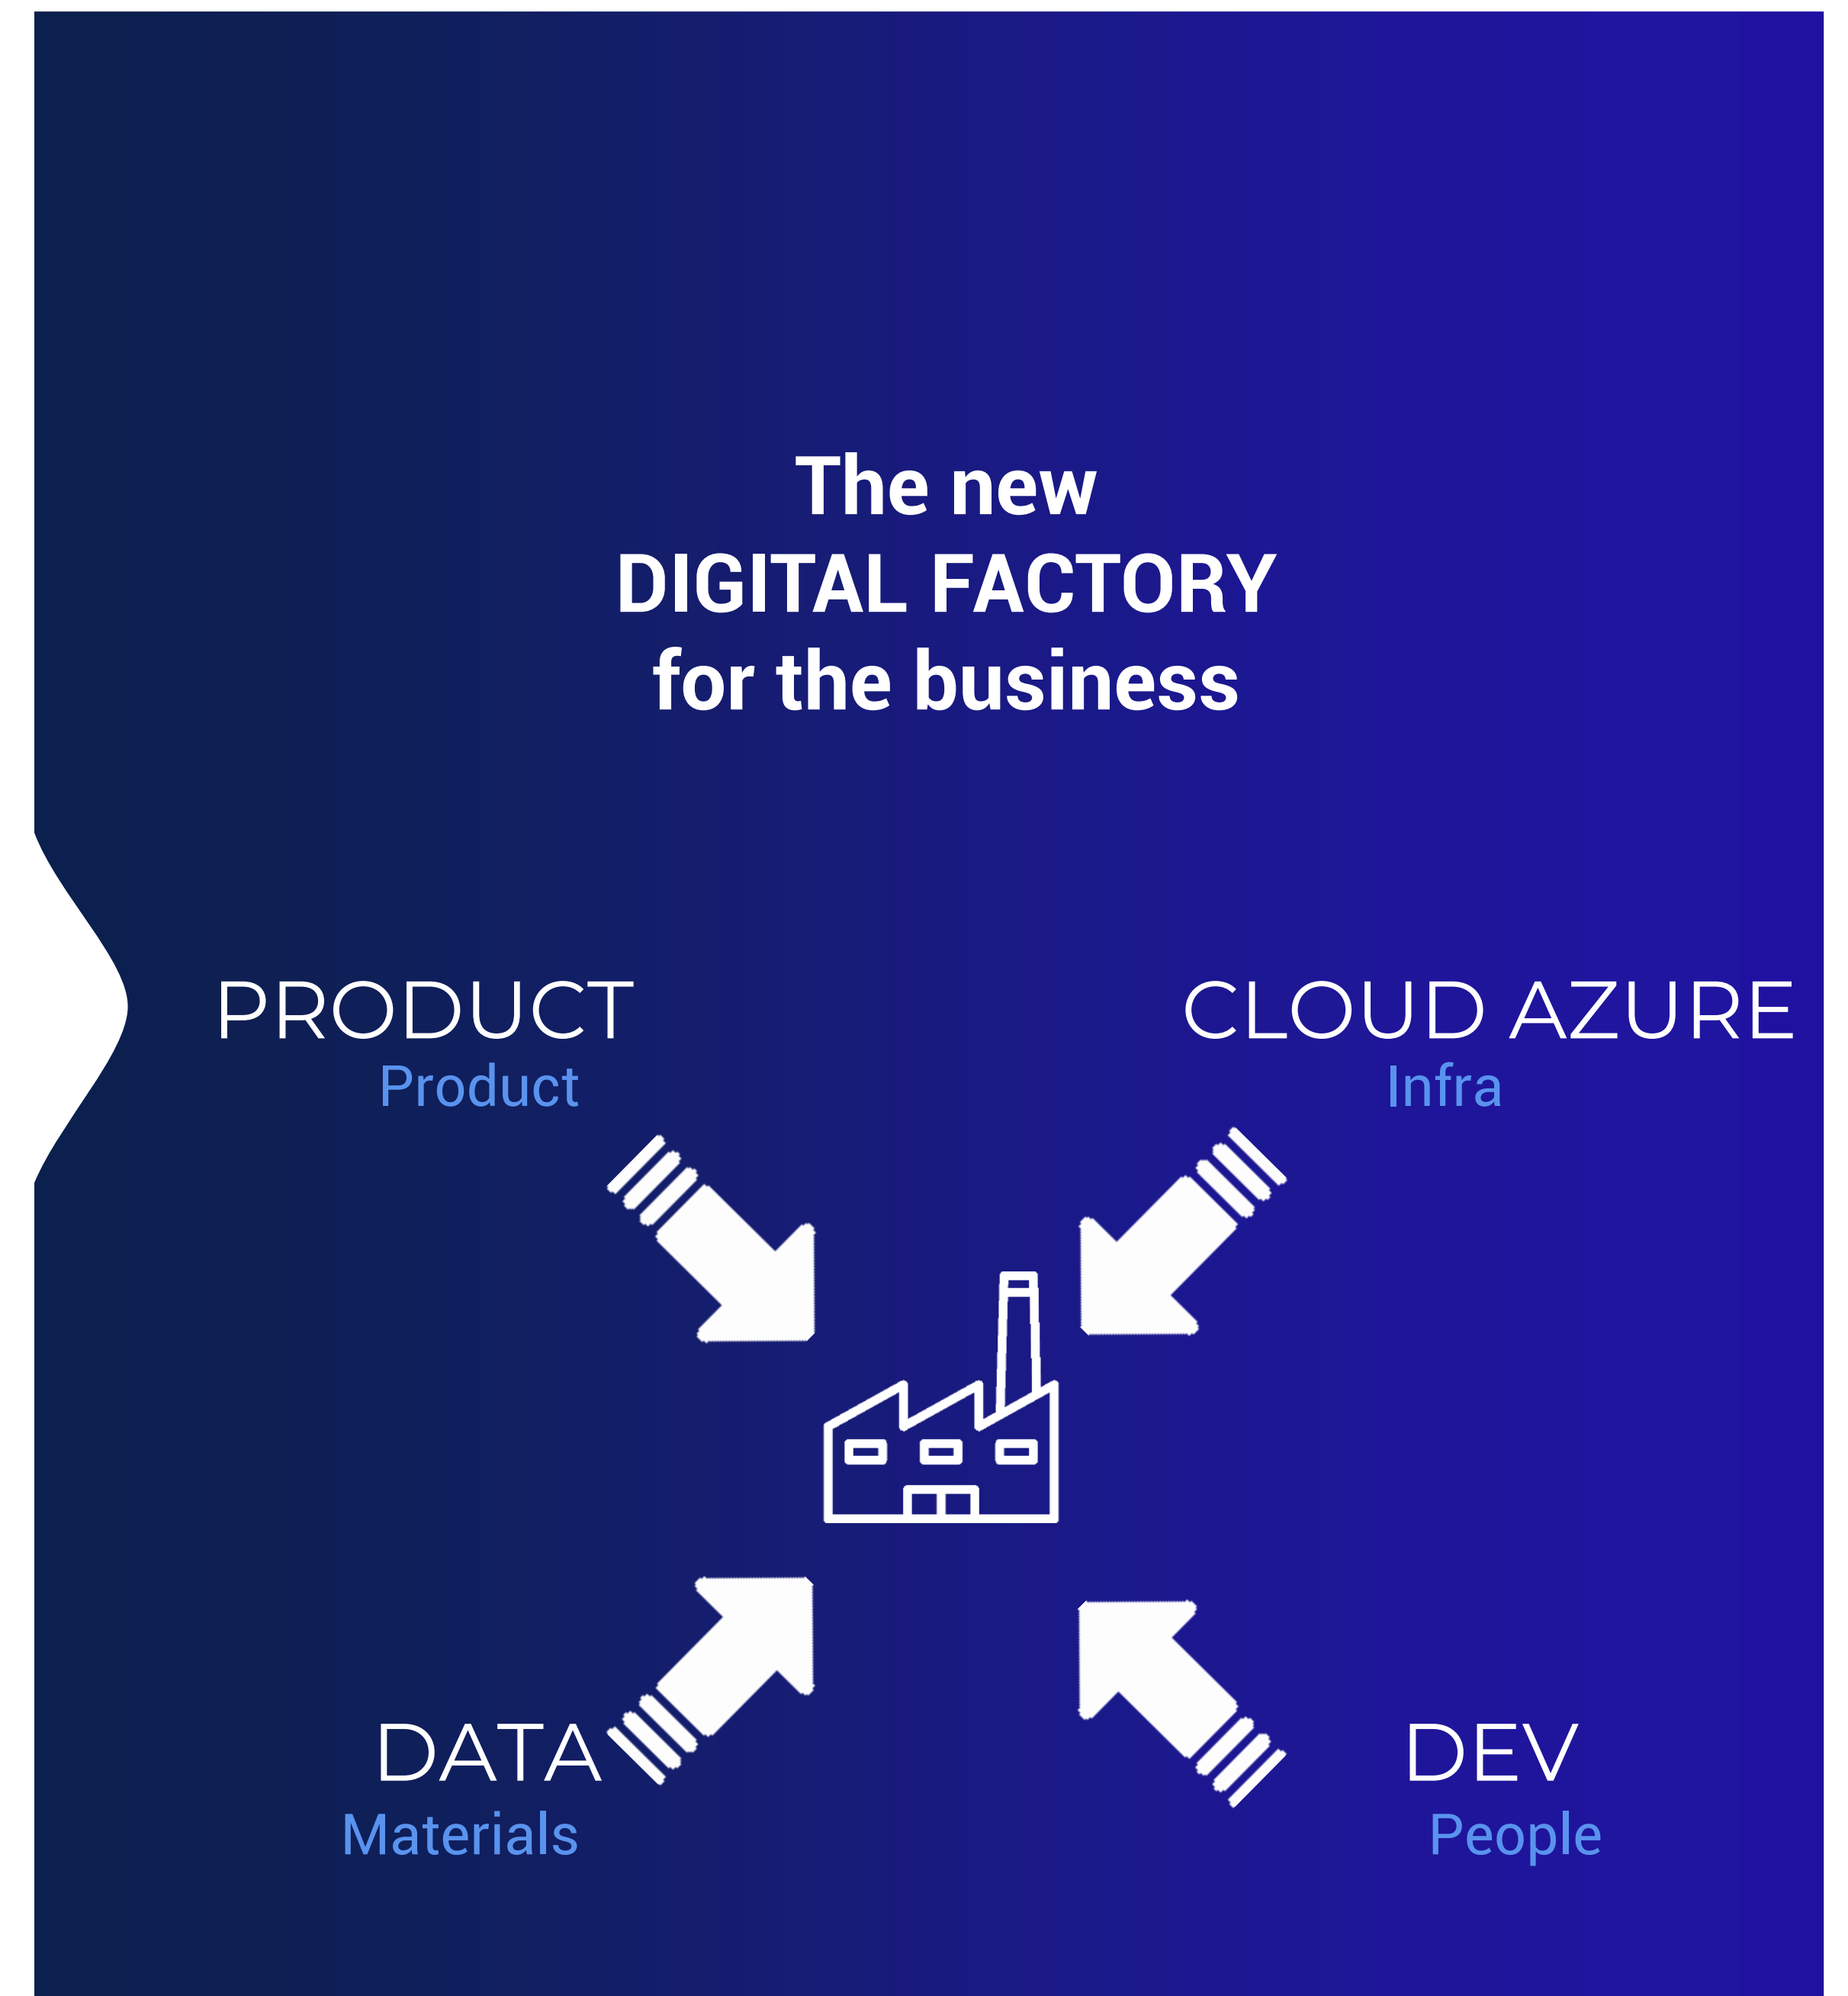 The new
DIGITAL FACTORY
for the business
PRODUCT
Product
CLOUD AZURE
Infra
DATA
Materials
DEV
People